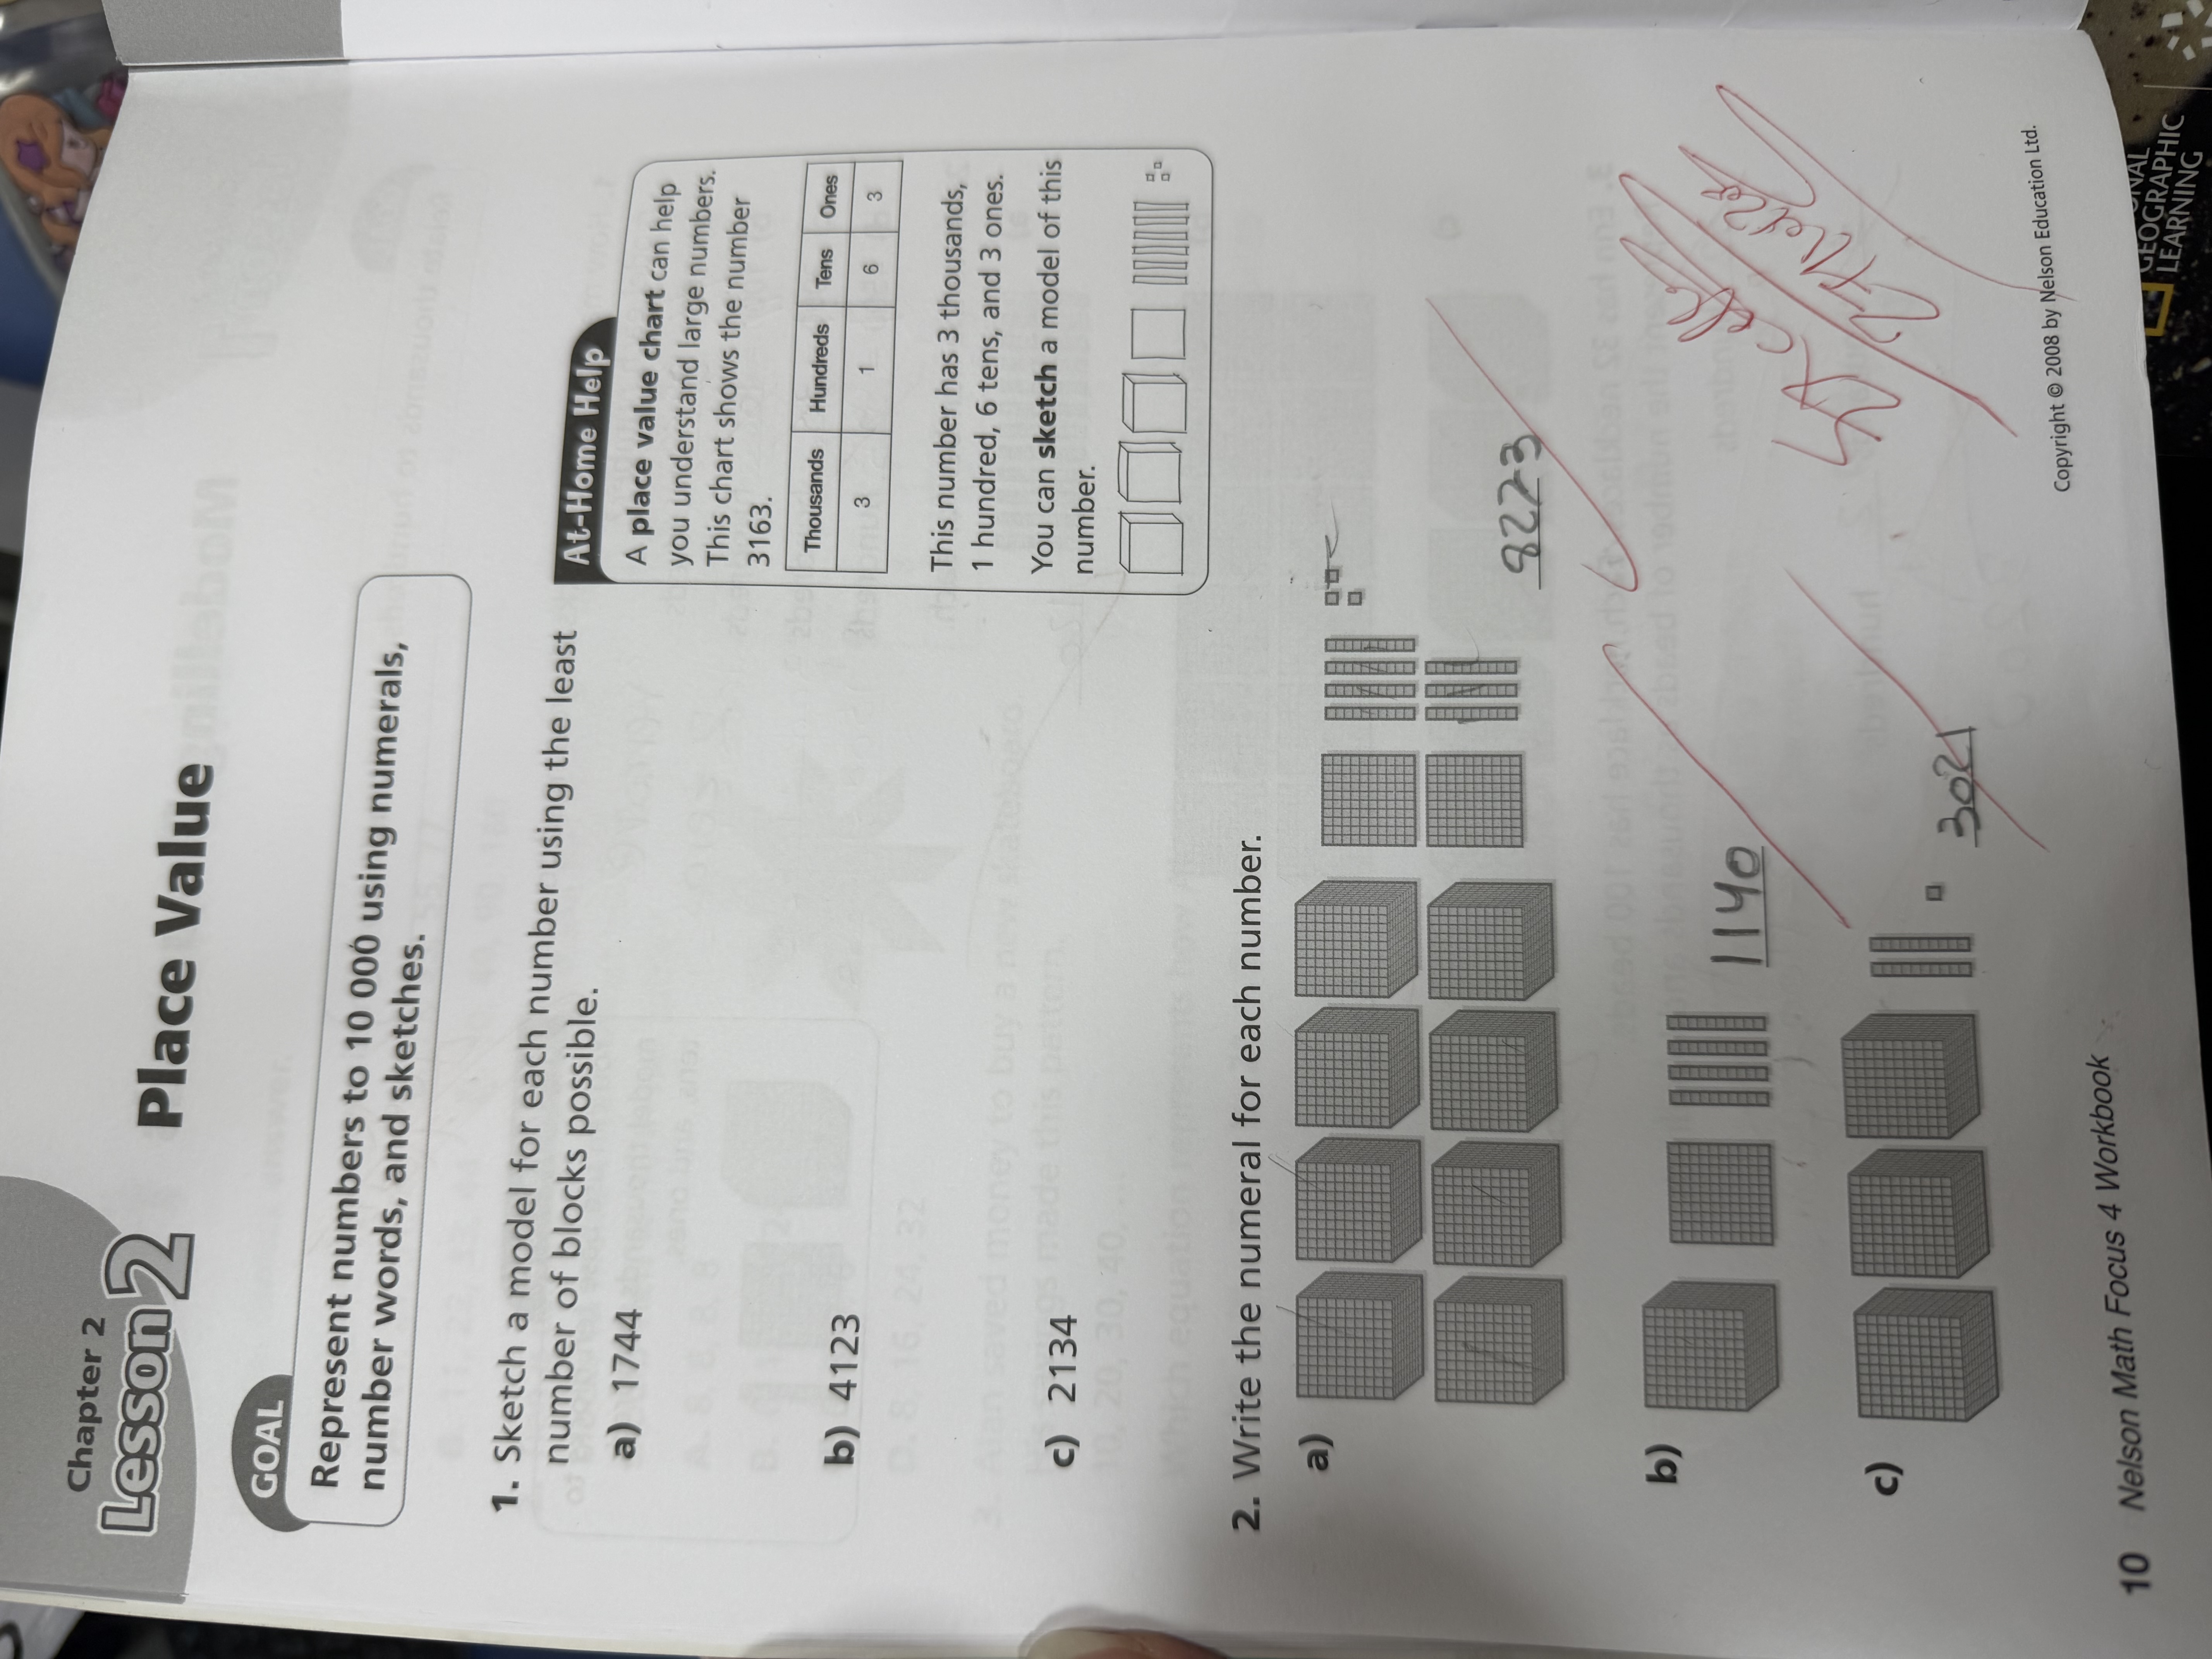 Chapter 2
Lesson 2
Place Value
GOAL
Represent numbers to 10 000 using numerals,
number words, and sketches.
1. Sketch a model for each number using the least
number of blocks possible.
a) 1744
b) 4123
c) 2134
At-Home Help
A place value chart can help
you understand large numbers.
This chart shows the number
3163.
Thousands Hundreds Tens Ones
3 1 6 3
This number has 3 thousands,
1 hundred, 6 tens, and 3 ones.
You can sketch a model of this
number.
2. Write the numeral for each number.
a)
8273
b)
1140
c)
3021
10 Nelson Math Focus 4 Workbook
Copyright © 2008 by Nelson Education Ltd.
GEOGRAPHIC
LEARNING